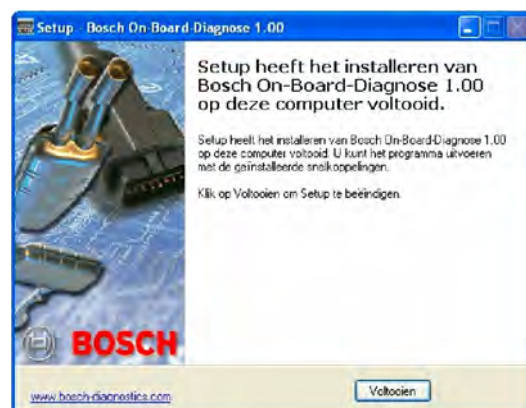 Setup - Bosch On-Board-Diagnose 1.00
Setup heeft het installeren van
Bosch On-Board-Diagnose 1.00
op deze computer voltooid.
Setup heeft het installeren van Bosch On-Board-Diagnose 1.00
op deze computer voltooid. U kunt het programma uitvoeren
met de geïnstalleerde snelkoppelingen.
Klik op Voltooien om Setup te beëindigen.
BOSCH
www.bosch-diagnostics.com
Voltooien